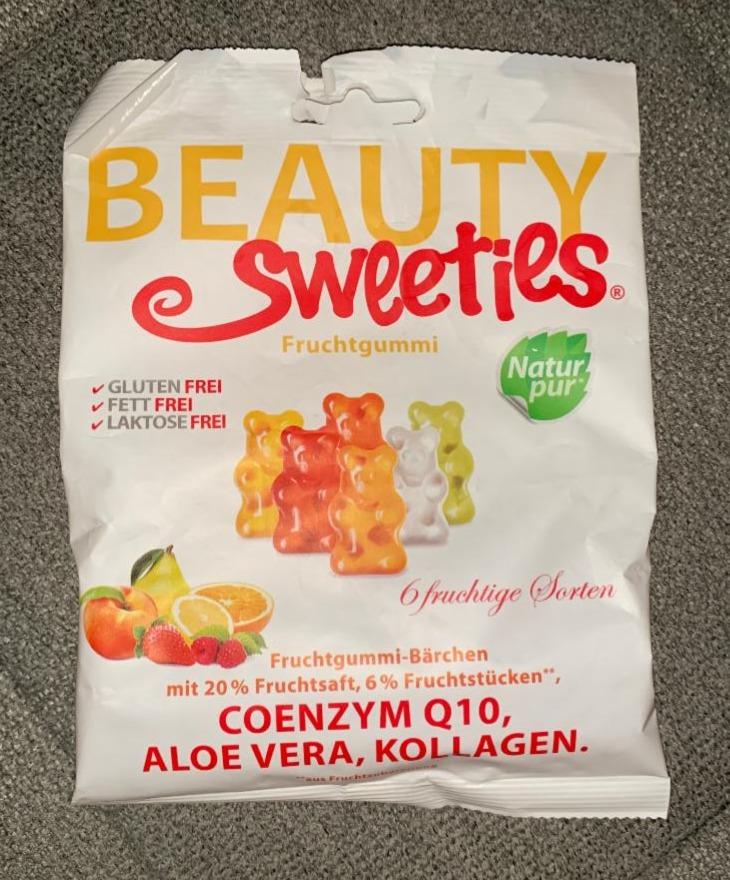 BEAUTY
Sweeties®
Fruchtgummi
Natur
pur
✓ GLUTEN FREI
✓ FETT FREI
✓ LAKTOSE FREI
6 fruchtige Sorten
Fruchtgummi-Bärchen
mit 20 % Fruchtsaft, 6 % Fruchtstücken**,
COENZYM Q10,
ALOE VERA, KOLLAGEN.
**aus